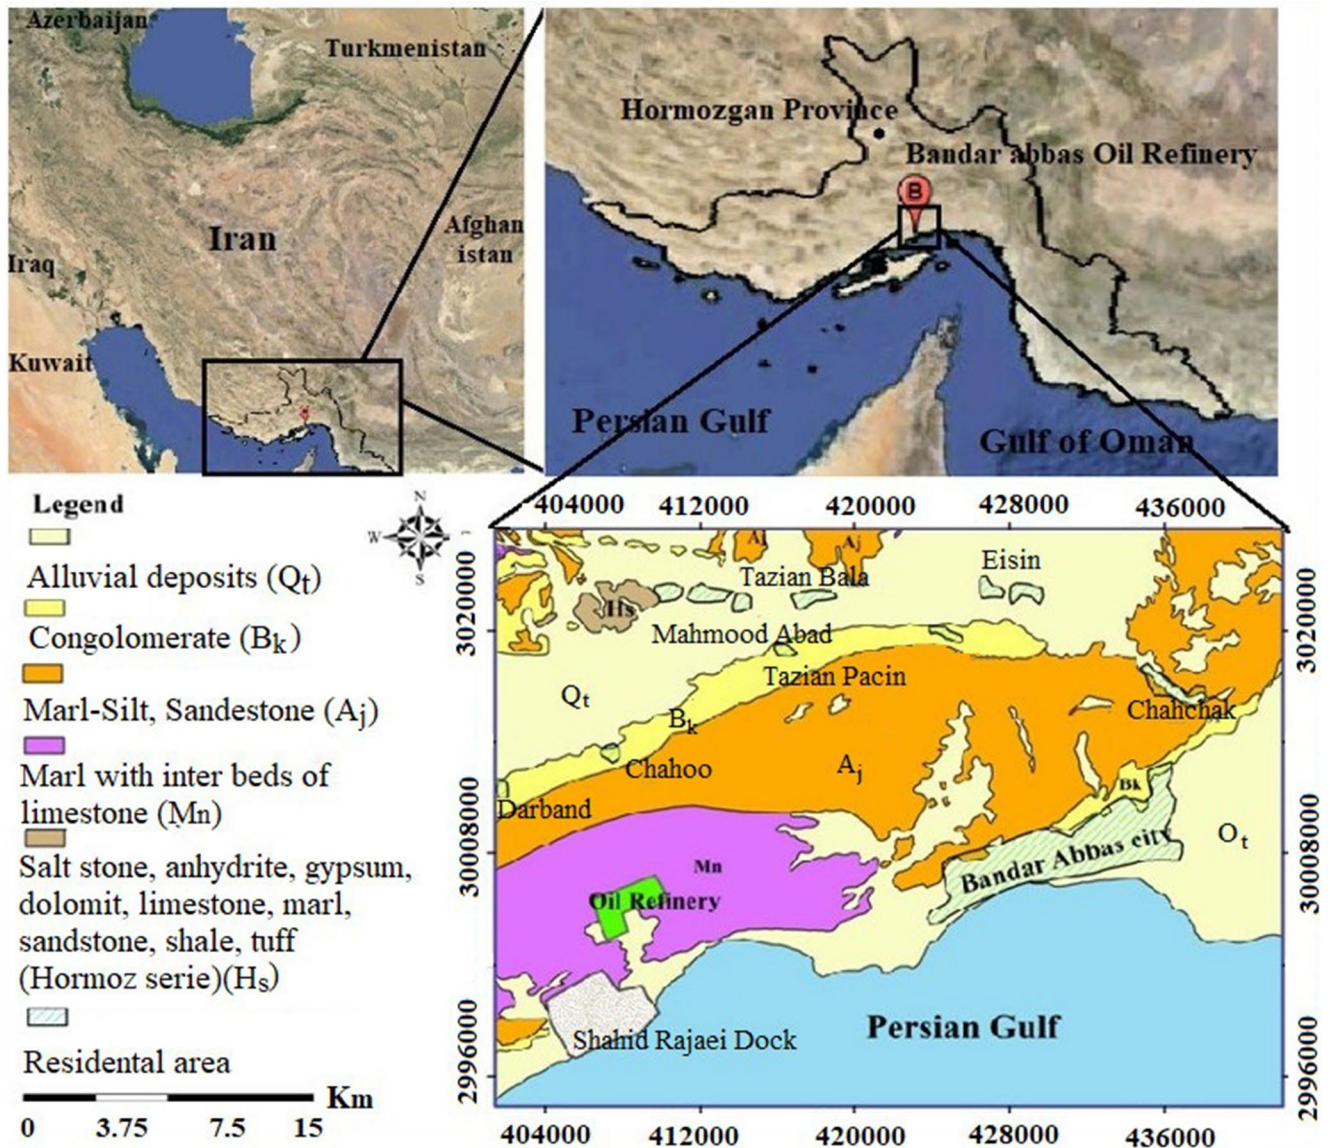 Azerbaijan
Turkmenistan
Iran
Afghan
istan
Iraq
Kuwait
Hormozgan Province
Bandar abbas Oil Refinery
B
Persian Gulf
Gulf of Oman
Legend
Alluvial deposits (Qt)
Congolomerate (Bk)
Marl-Silt, Sandestone (Aj)
Marl with inter beds of
limestone (Mn)
Salt stone, anhydrite, gypsum,
dolomit, limestone, marl,
sandstone, shale, tuff
(Hormoz serie)(Hs)
Residental area
Km
0 3.75 7.5 15
N
W E
S
404000 412000 420000 428000 436000
3020000
30008000
2996000
Aj
Eisin
Tazian Bala
Hs
Mahmood Abad
Tazian Pacin
Qt
Chahchak
Bk
Chahoo
Aj
Bk
Darband
Ot
Bandar Abbas city
Mn
Oil Refinery
Persian Gulf
Shahid Rajaei Dock
3020000
30008000
2996000
404000 412000 420000 428000 436000